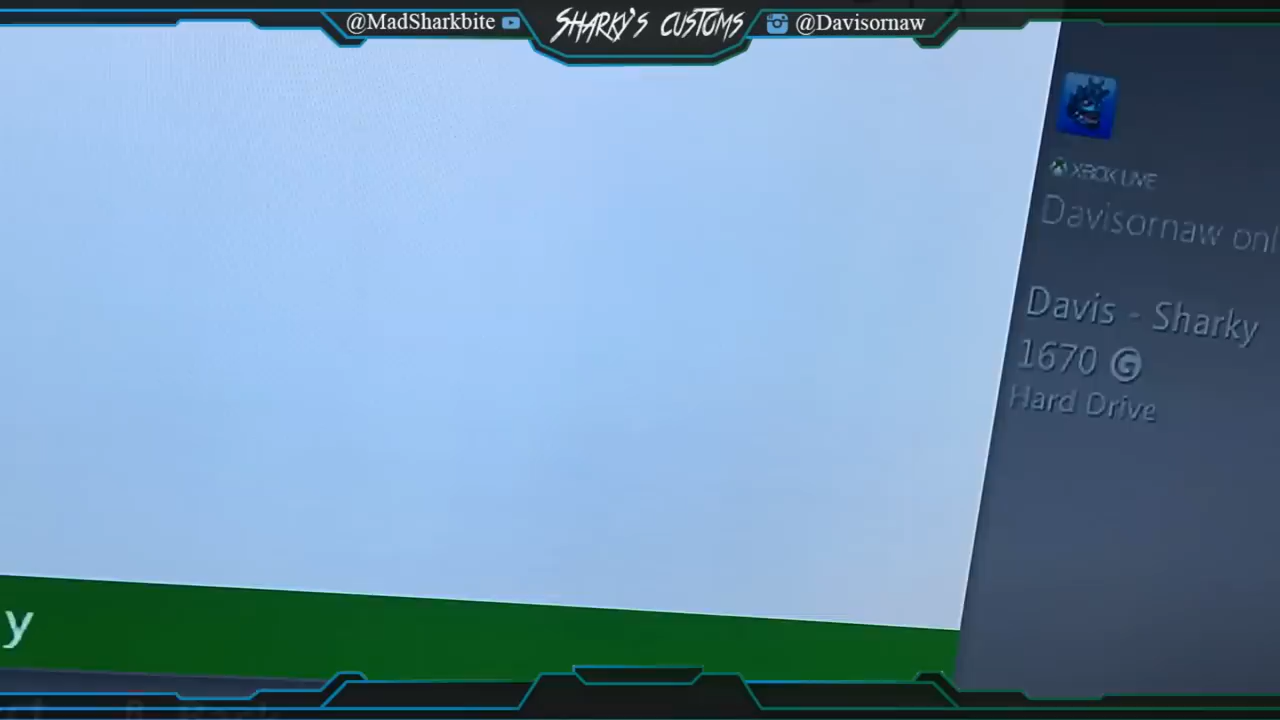 @MadSharkbite
SHARKY'S CUSTOMS
@Davisornaw
XBOX LIVE
Davisornaw onl
Davis - Sharky
1670 G
Hard Drive
y